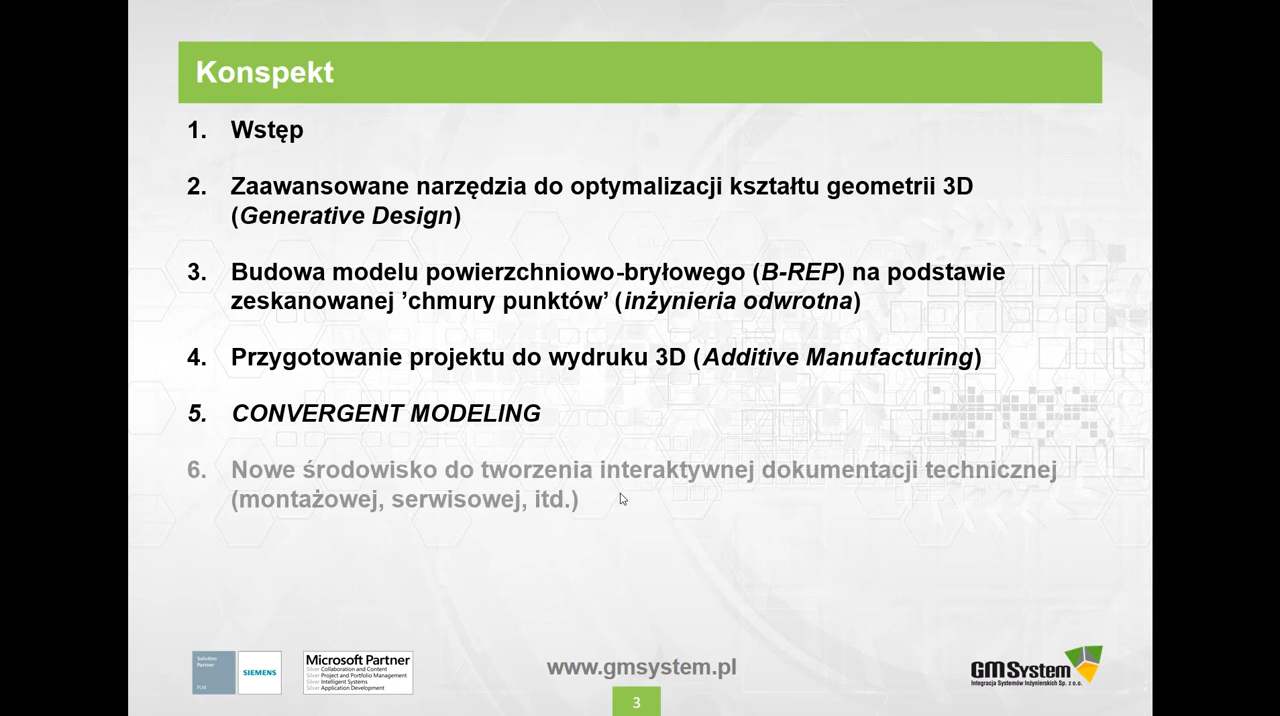 Konspekt
1. Wstęp
2. Zaawansowane narzędzia do optymalizacji kształtu geometrii 3D
(Generative Design)
3. Budowa modelu powierzchniowo-bryłowego (B-REP) na podstawie
zeskanowanej ’chmury punktów’ (inżynieria odwrotna)
4. Przygotowanie projektu do wydruku 3D (Additive Manufacturing)
5. CONVERGENT MODELING
6. Nowe środowisko do tworzenia interaktywnej dokumentacji technicznej
(montażowej, serwisowej, itd.)
Solution
Partner
PLM
SIEMENS
Microsoft Partner
Silver Collaboration and Content
Silver Project and Portfolio Management
Silver Intelligent Systems
Silver Application Development
www.gmsystem.pl
GM System
Integracja Systemów Inżynierskich Sp. z o.o.
3